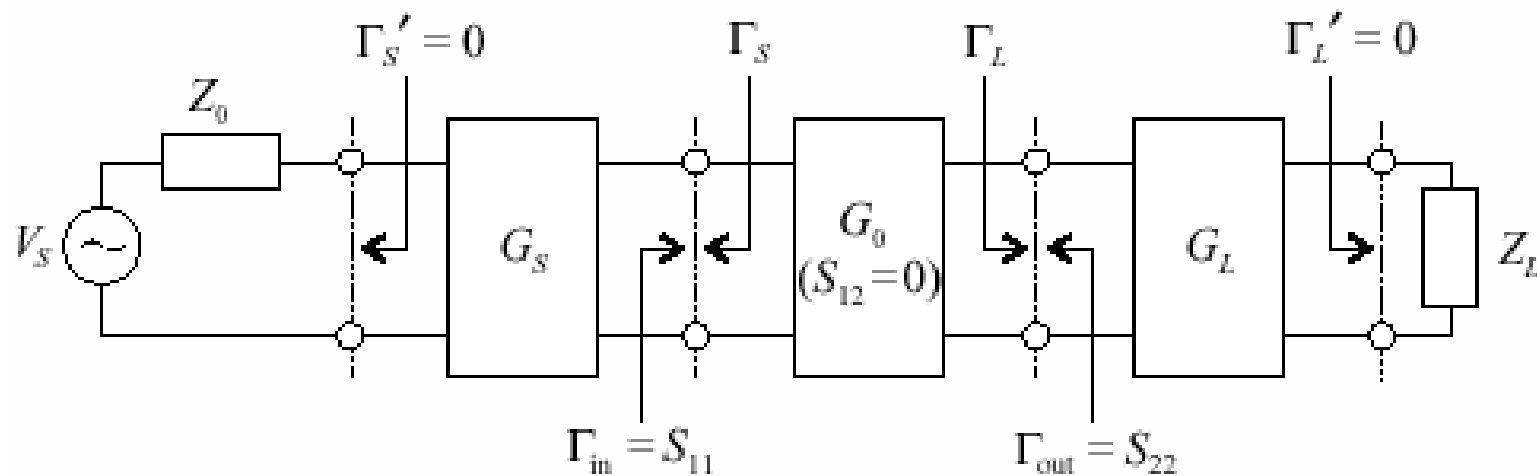 Γ_S′ = 0
Γ_S
Γ_L
Γ_L′ = 0
Z_0
V_S
G_S
G_0
(S_12 = 0)
G_L
Z_L
Γ_in = S_11
Γ_out = S_22